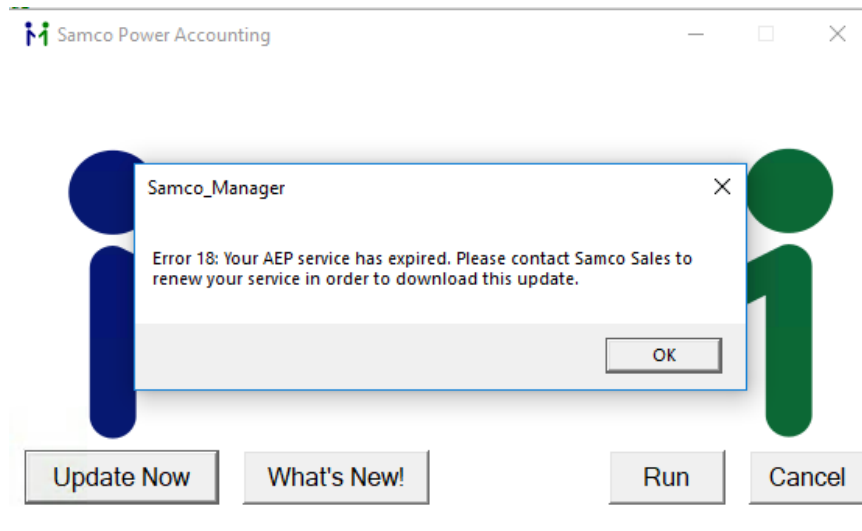 Samco Power Accounting
Samco_Manager
Error 18: Your AEP service has expired. Please contact Samco Sales to
renew your service in order to download this update.
OK
Update Now
What's New!
Run
Cancel